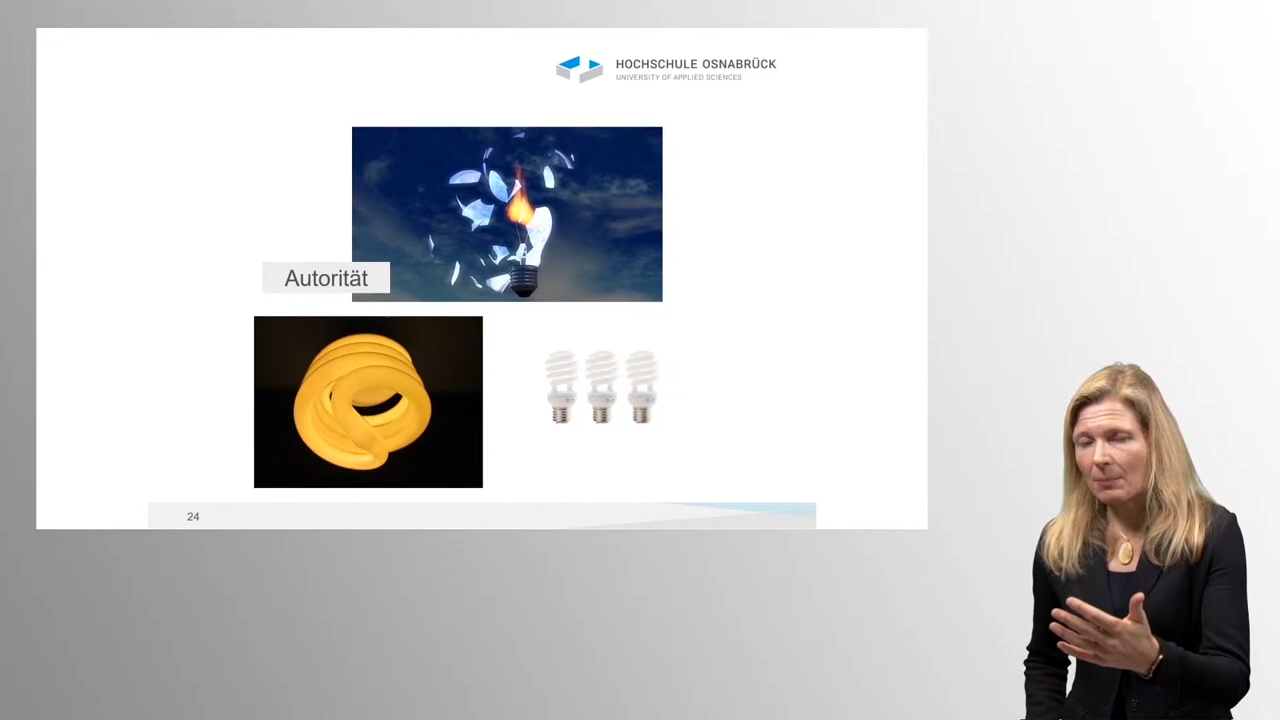 HOCHSCHULE OSNABRÜCK
UNIVERSITY OF APPLIED SCIENCES
Autorität
24